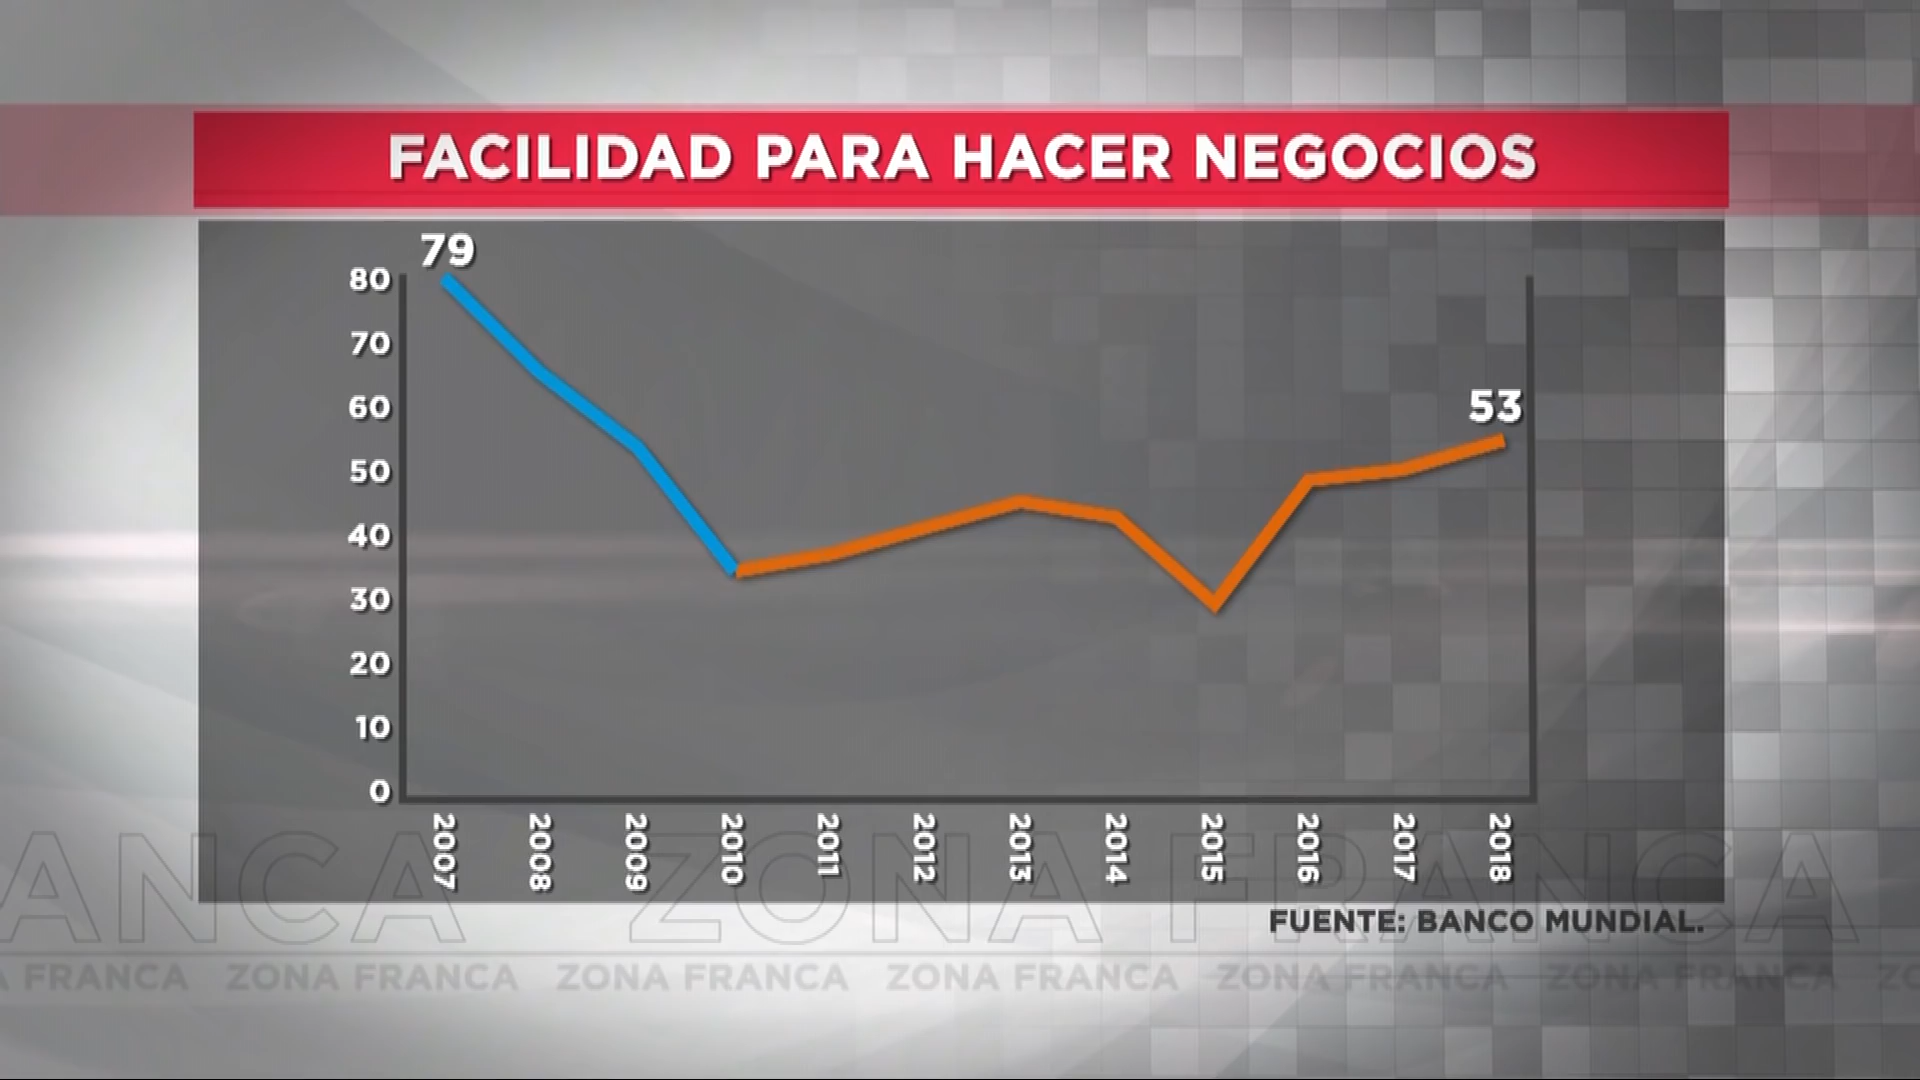 FACILIDAD PARA HACER NEGOCIOS
79
80
70
60
53
50
40
30
20
10
0
2007 2008 2009 2010 2011 2012 2013 2014 2015 2016 2017 2018
ANCA ZONA FRANCA
FUENTE: BANCO MUNDIAL.
A FRANCA ZONA FRANCA ZONA FRANCA ZONA FRANCA ZONA FRANCA ZO